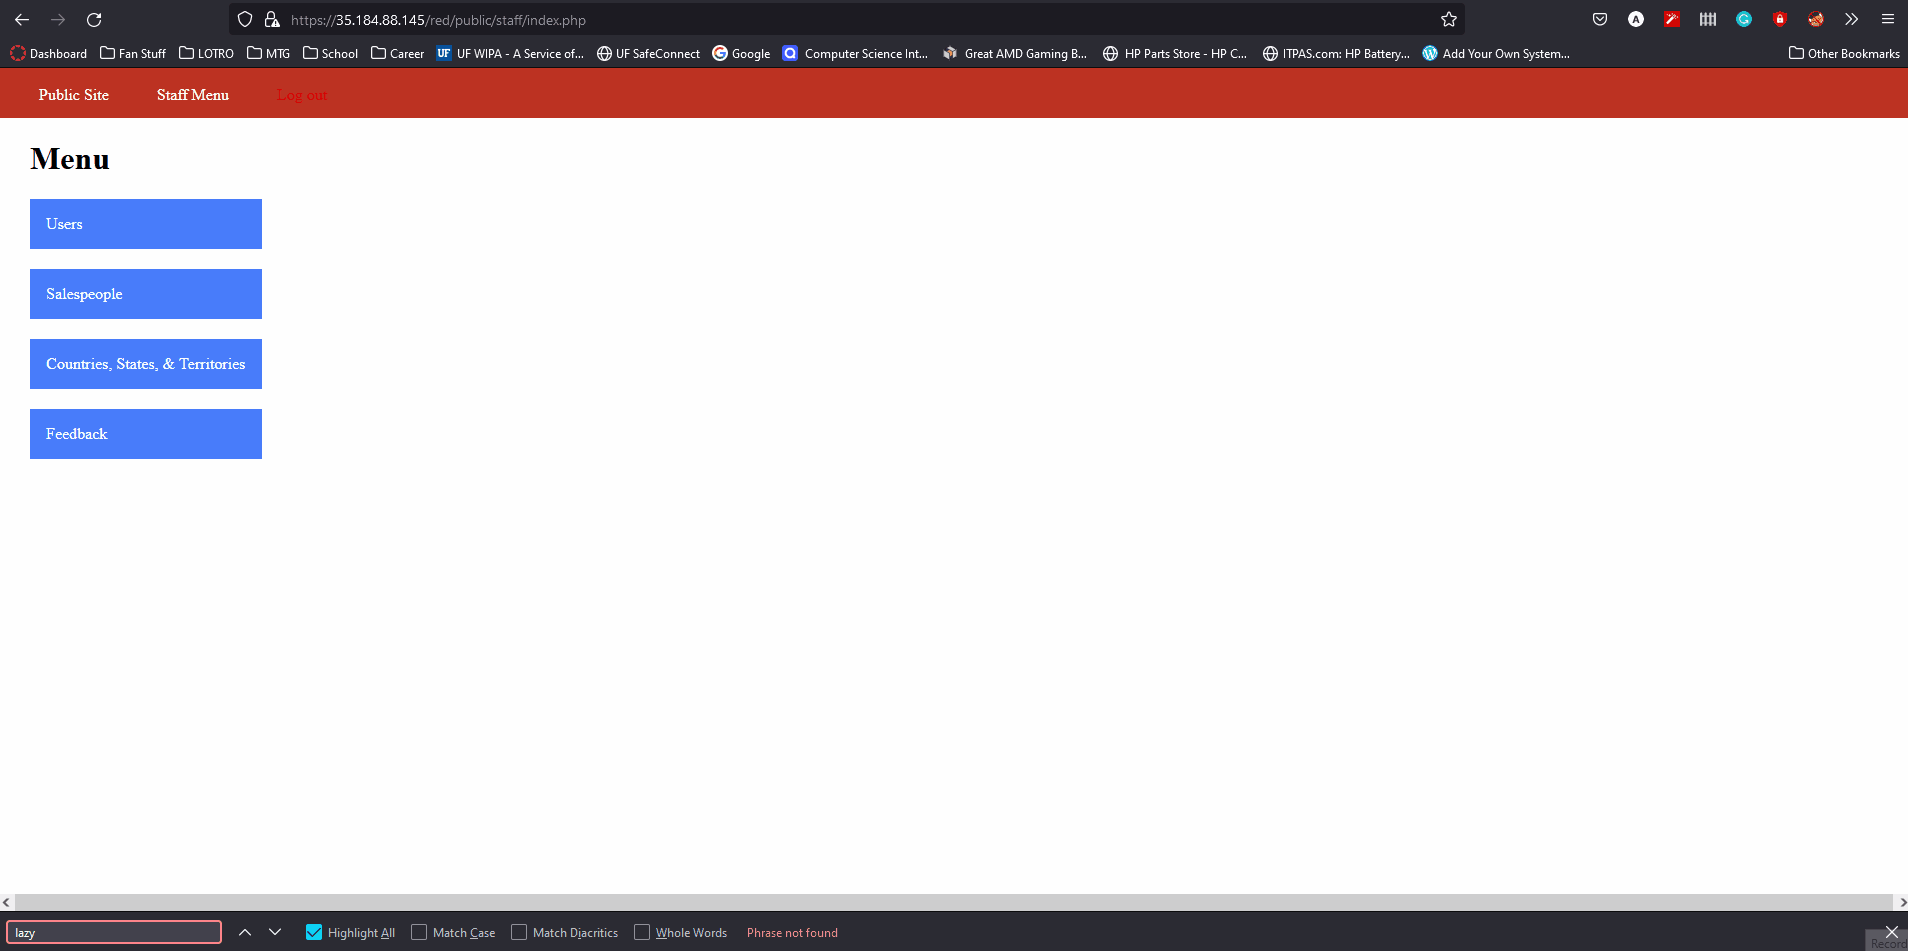 https://35.184.88.145/red/public/staff/index.php
A
G
Dashboard Fan Stuff LOTRO MTG School Career UF UF WIPA - A Service of... UF SafeConnect G Google Computer Science Int... Great AMD Gaming B... HP Parts Store - HP C... ITPAS.com: HP Battery... Add Your Own System... Other Bookmarks
Public Site Staff Menu Log out
Menu
Users
Salespeople
Countries, States, & Territories
Feedback
lazy Highlight All Match Case Match Diacritics Whole Words Phrase not found
Record